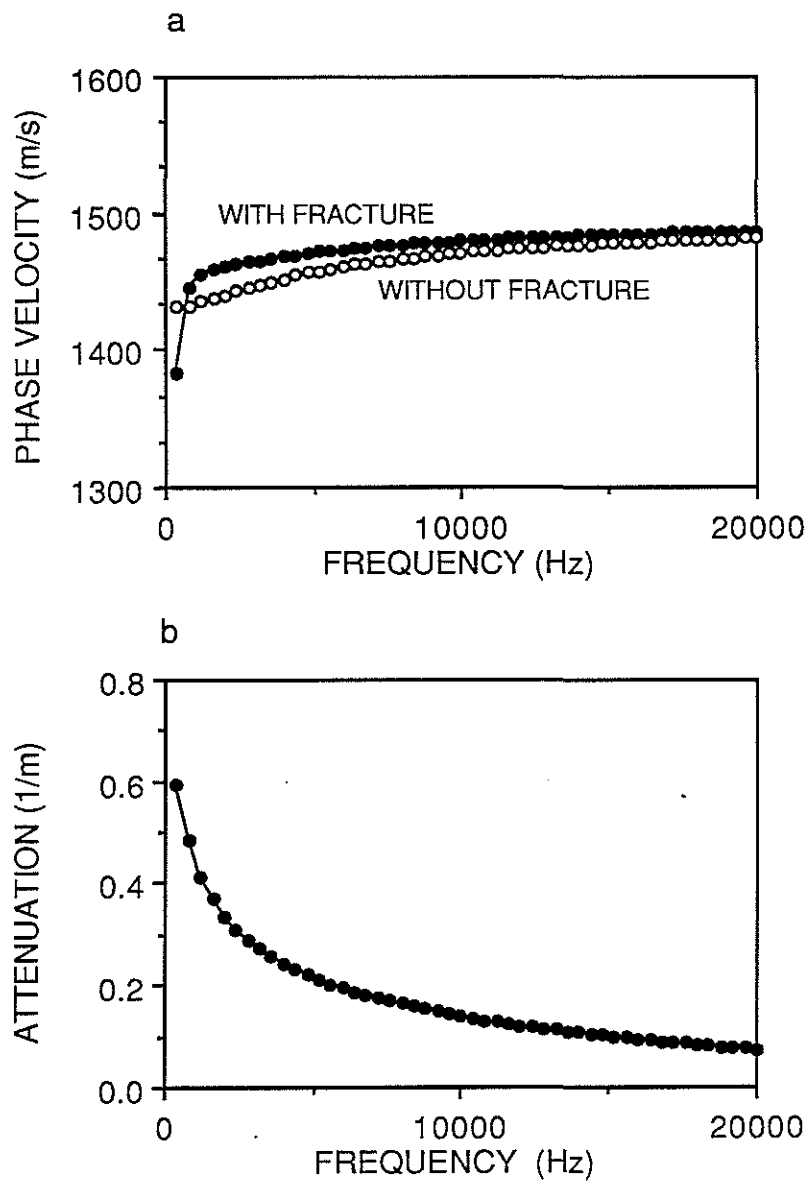 a
1600
1500
1400
1300
PHASE VELOCITY (m/s)
WITH FRACTURE
WITHOUT FRACTURE
0 10000 20000
FREQUENCY (Hz)
b
0.8
0.6
0.4
0.2
0.0
ATTENUATION (1/m)
0 10000 20000
FREQUENCY (Hz)